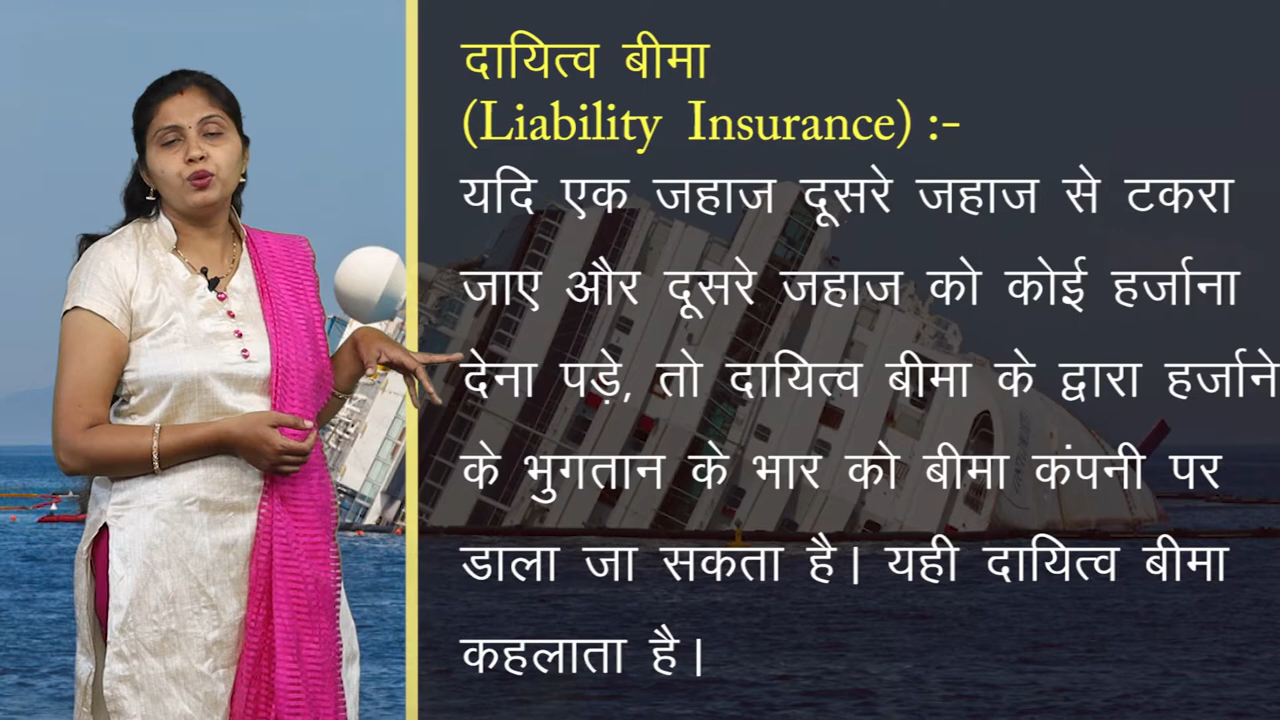 दायित्व बीमा
(Liability Insurance) :-
यदि एक जहाज दूसरे जहाज से टकरा
जाए और दूसरे जहाज को कोई हर्जाना
देना पड़े, तो दायित्व बीमा के द्वारा हर्जाने
के भुगतान के भार को बीमा कंपनी पर
डाला जा सकता है। यही दायित्व बीमा
कहलाता है।